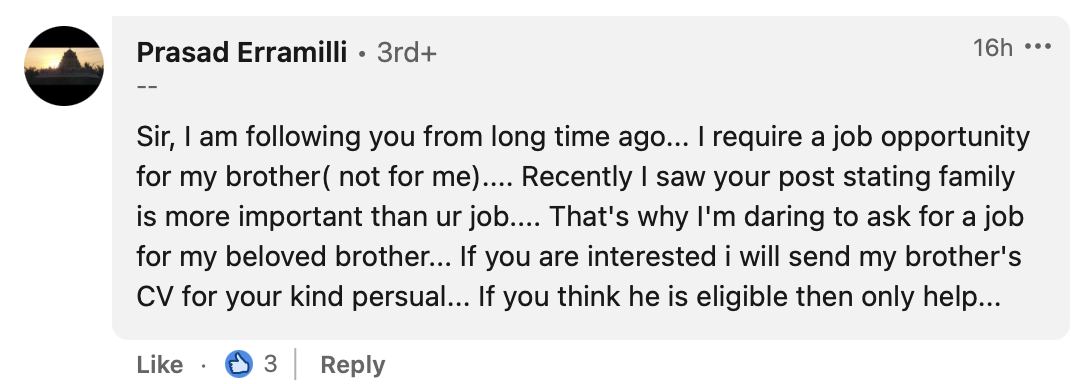 Prasad Erramilli • 3rd+ 16h •••
--
Sir, I am following you from long time ago... I require a job opportunity
for my brother( not for me).... Recently I saw your post stating family
is more important than ur job.... That's why I'm daring to ask for a job
for my beloved brother... If you are interested i will send my brother's
CV for your kind persual... If you think he is eligible then only help...
Like · 3 | Reply